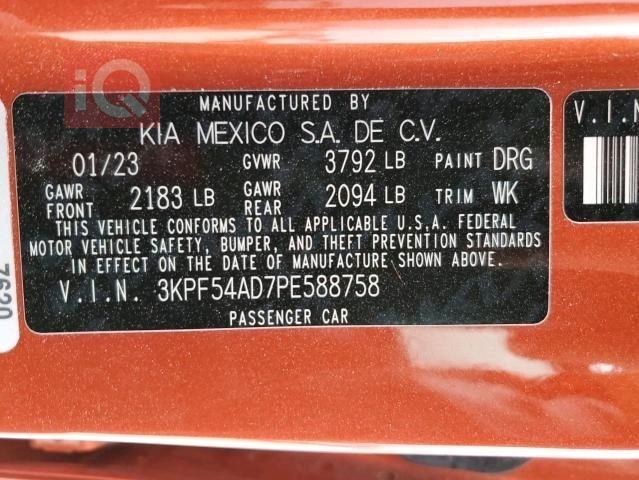 iQ
MANUFACTURED BY
KIA MEXICO S.A. DE C.V.
01/23 GVWR 3792 LB PAINT DRG
GAWR FRONT 2183 LB GAWR REAR 2094 LB TRIM WK
THIS VEHICLE CONFORMS TO ALL APPLICABLE U.S.A. FEDERAL
MOTOR VEHICLE SAFETY, BUMPER, AND THEFT PREVENTION STANDARDS
IN EFFECT ON THE DATE OF MANUFACTURE SHOWN ABOVE.
V.I.N. 3KPF54AD7PE588758
PASSENGER CAR
V.I.N
7620